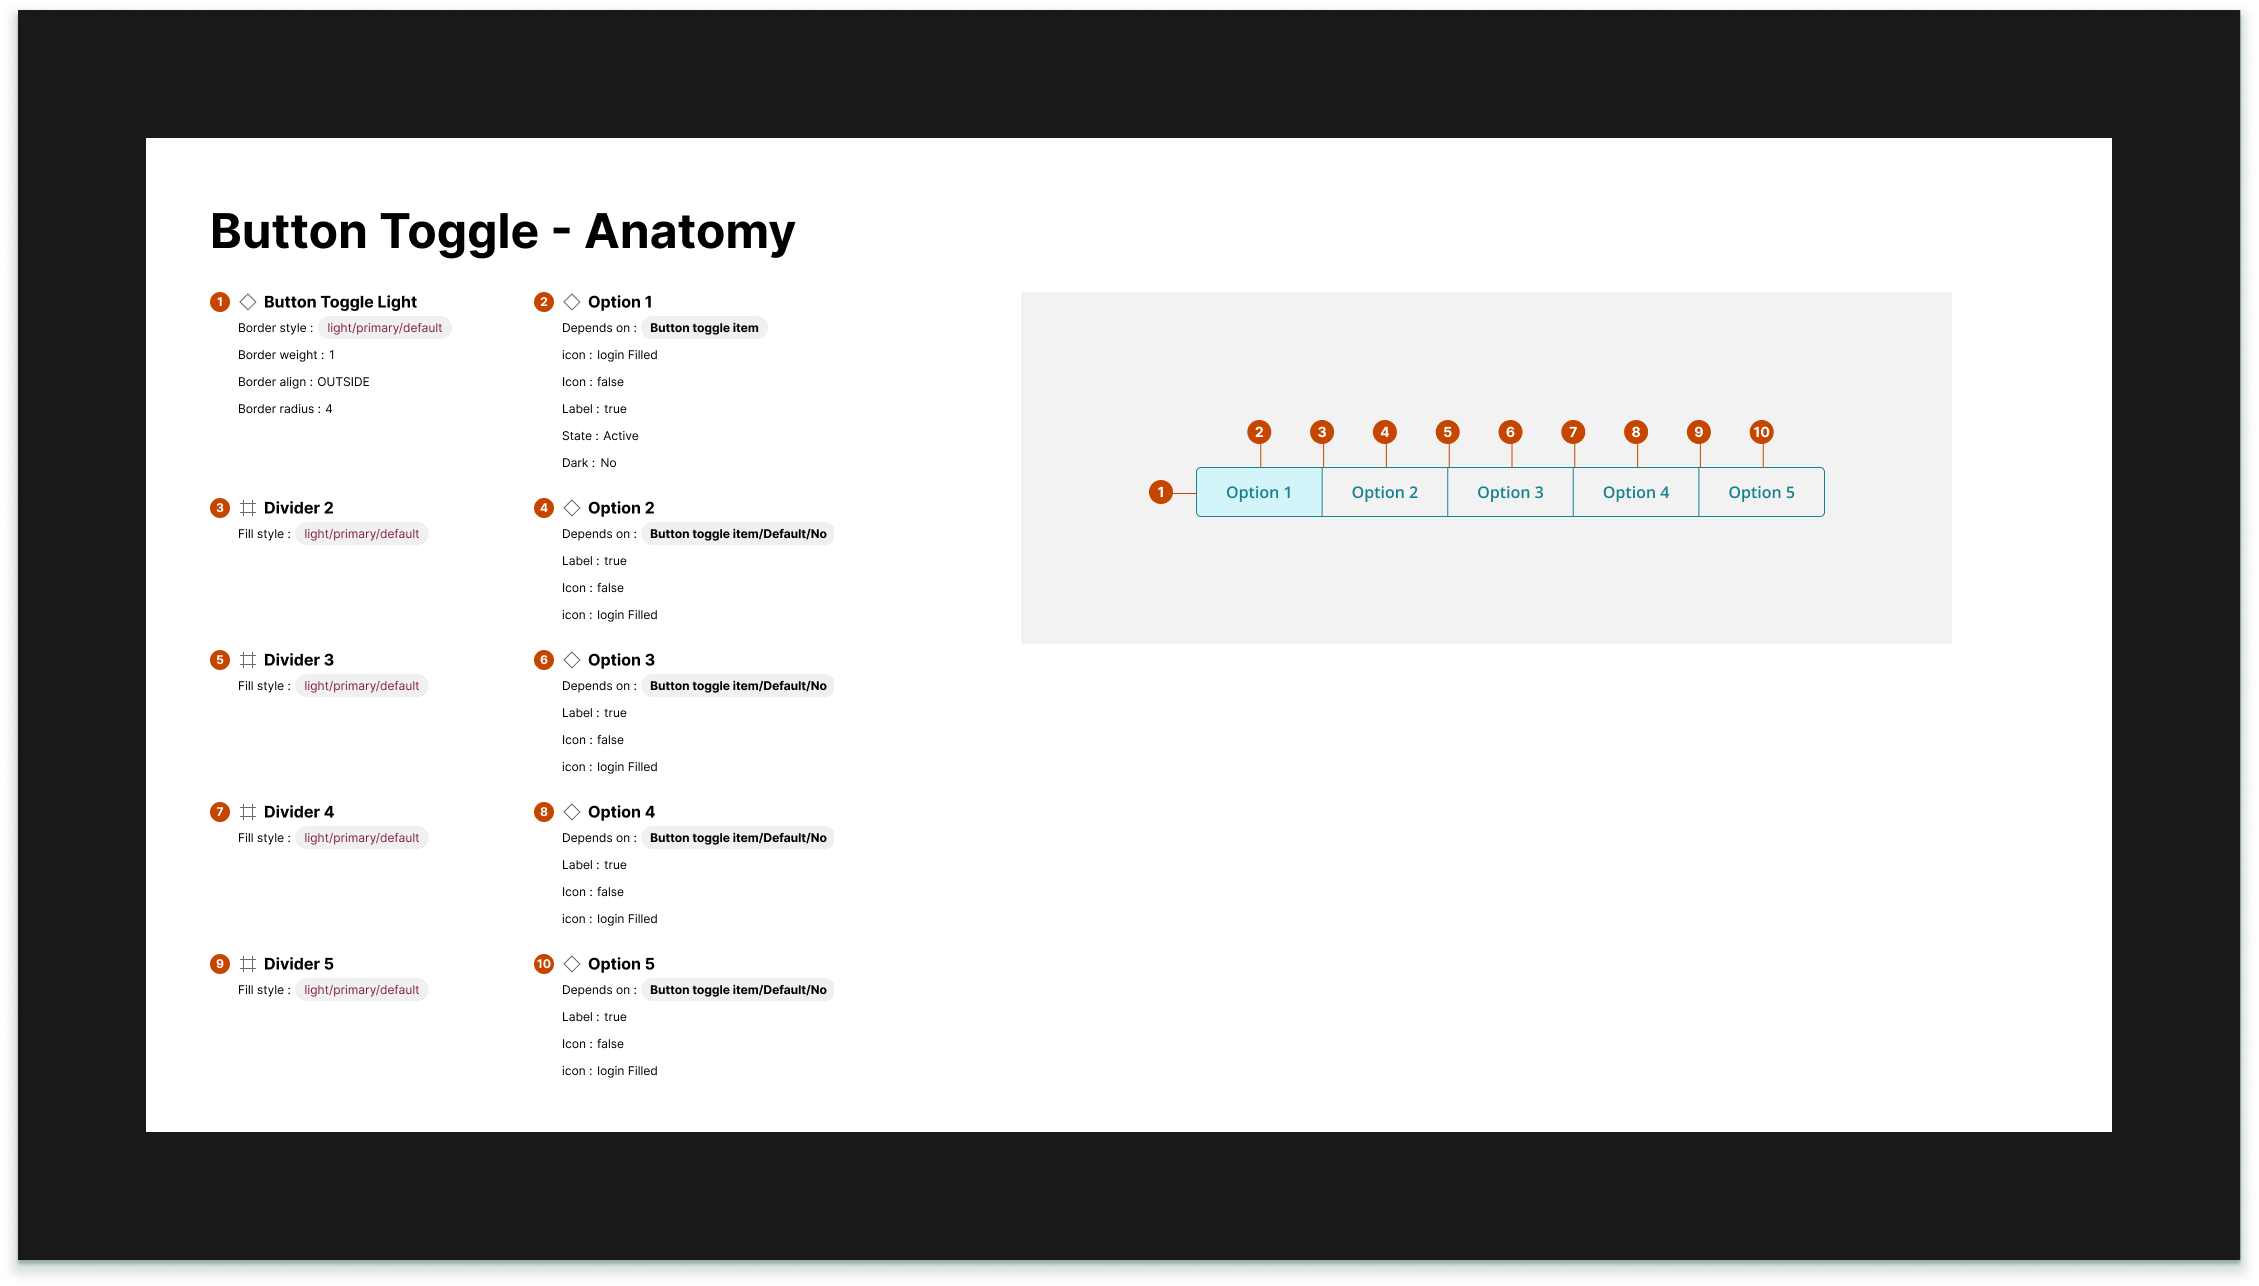 Button Toggle - Anatomy
1 Button Toggle Light
Border style : light/primary/default
Border weight : 1
Border align : OUTSIDE
Border radius : 4
2 Option 1
Depends on : Button toggle item
icon : login Filled
Icon : false
Label : true
State : Active
Dark : No
3 Divider 2
Fill style : light/primary/default
4 Option 2
Depends on : Button toggle item/Default/No
Label : true
Icon : false
icon : login Filled
5 Divider 3
Fill style : light/primary/default
6 Option 3
Depends on : Button toggle item/Default/No
Label : true
Icon : false
icon : login Filled
7 Divider 4
Fill style : light/primary/default
8 Option 4
Depends on : Button toggle item/Default/No
Label : true
Icon : false
icon : login Filled
9 Divider 5
Fill style : light/primary/default
10 Option 5
Depends on : Button toggle item/Default/No
Label : true
Icon : false
icon : login Filled
2 3 4 5 6 7 8 9 10
1 Option 1 Option 2 Option 3 Option 4 Option 5